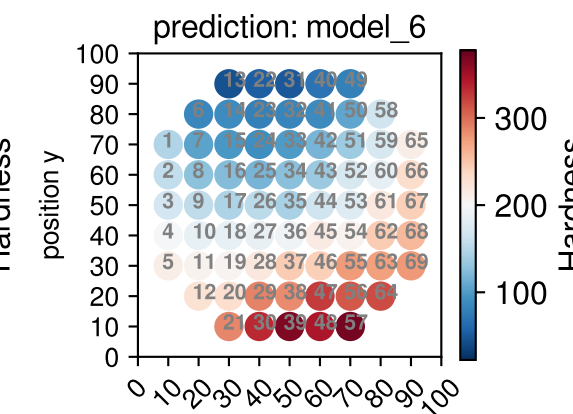 prediction: model_6
100
90
80
70
60
50
40
30
20
10
0
position y
Hardness
13 22 31 40 49
6 14 23 32 41 50 58
1 7 15 24 33 42 51 59 65
2 8 16 25 34 43 52 60 66
3 9 17 26 35 44 53 61 67
4 10 18 27 36 45 54 62 68
5 11 19 28 37 46 55 63 69
12 20 29 38 47 56 64
21 30 39 48 57
0 10 20 30 40 50 60 70 80 90 100
300
200
100
Hardness